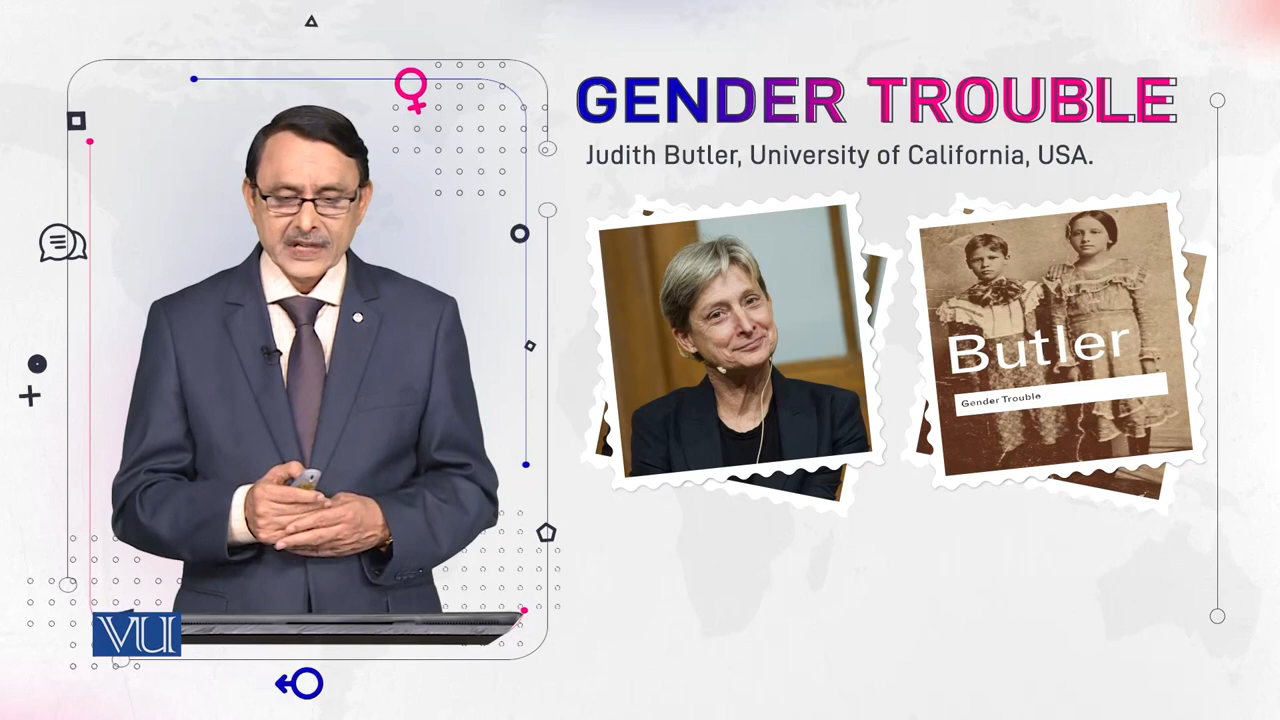 GENDER TROUBLE
Judith Butler, University of California, USA.
Butler
Gender Trouble
VU